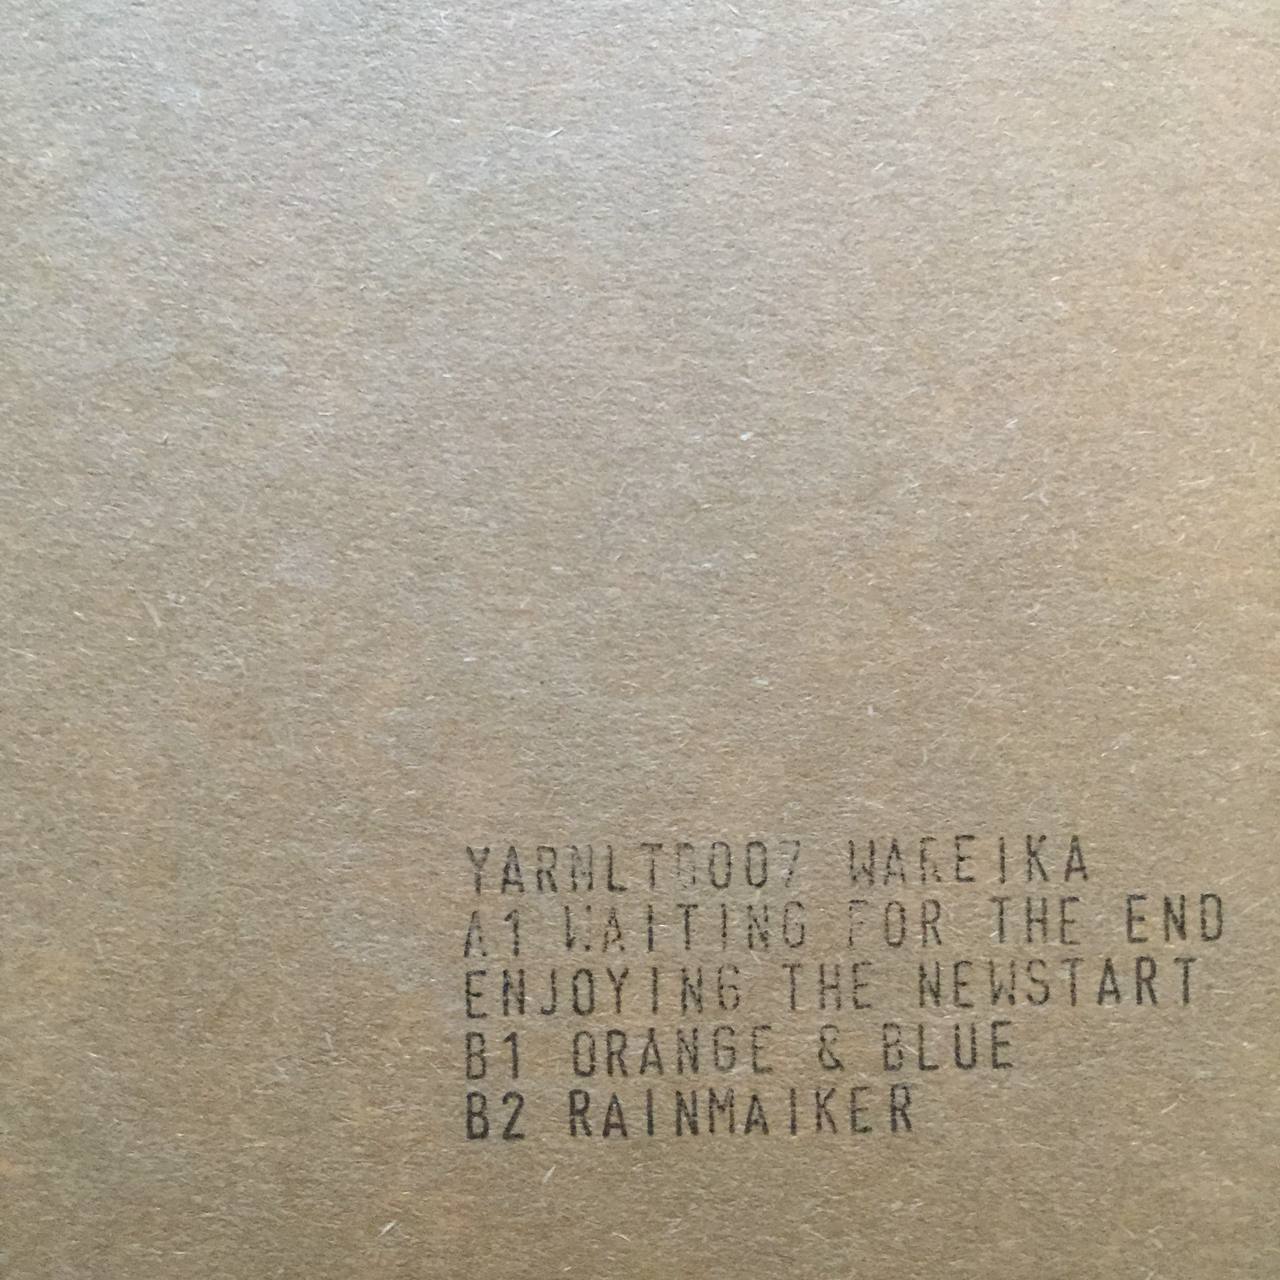 YARNLTD007 WAREIKA
A1 WAITING FOR THE END
ENJOYING THE NEWSTART
B1 ORANGE & BLUE
B2 RAINMAIKER